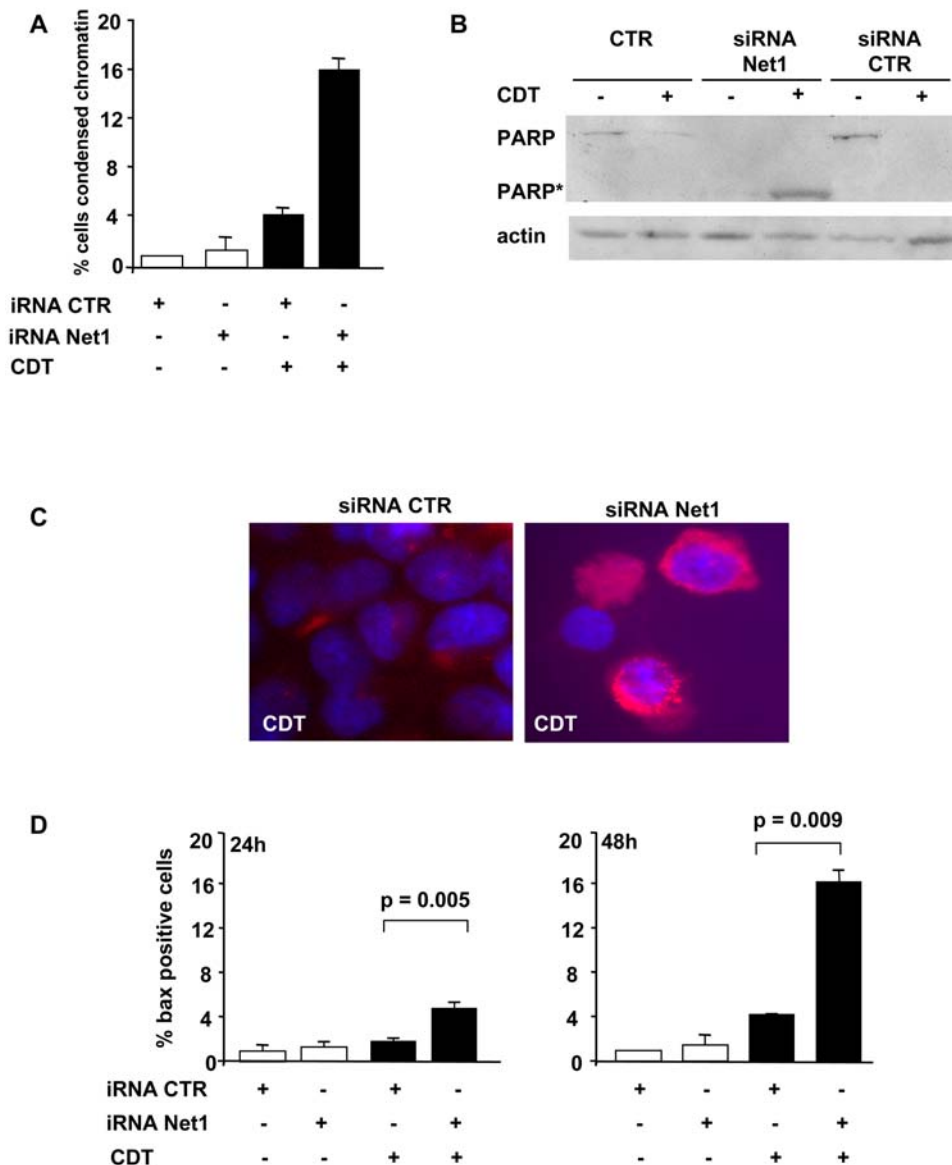 A
% cells condensed chromatin
20
16
12
8
4
0
iRNA CTR + - + -
iRNA Net1 - + - +
CDT - - + +
B
CTR siRNA Net1 siRNA CTR
CDT - + - + - +
PARP
PARP*
actin
C
siRNA CTR siRNA Net1
CDT CDT
D
% bax positive cells
20
16
12
8
4
0
24h
p = 0.005
20
16
12
8
4
0
48h
p = 0.009
iRNA CTR + - + - + - + -
iRNA Net1 - + - + - + - +
CDT - - + + - - + +